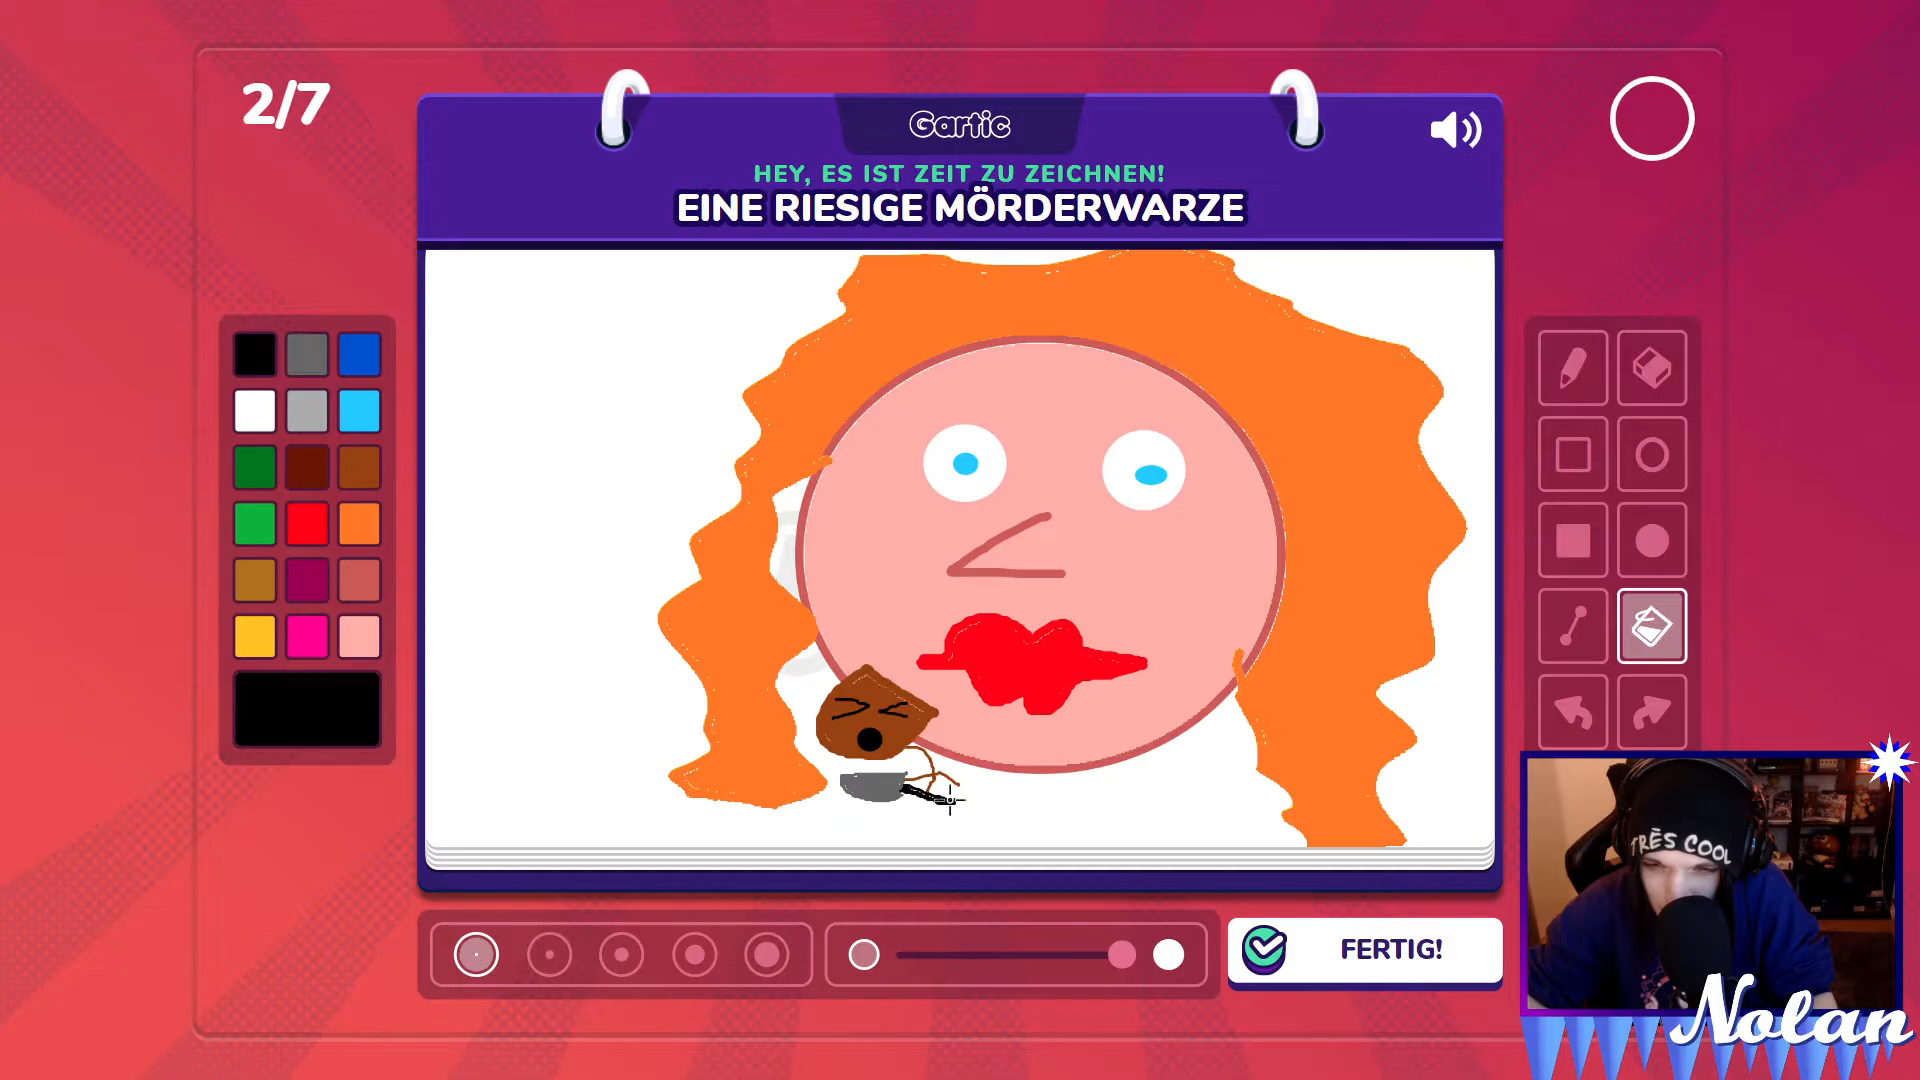 2/7
Gartic
HEY, ES IST ZEIT ZU ZEICHNEN!
EINE RIESIGE MÖRDERWARZE
FERTIG!
TRÈS COOL
Nolan